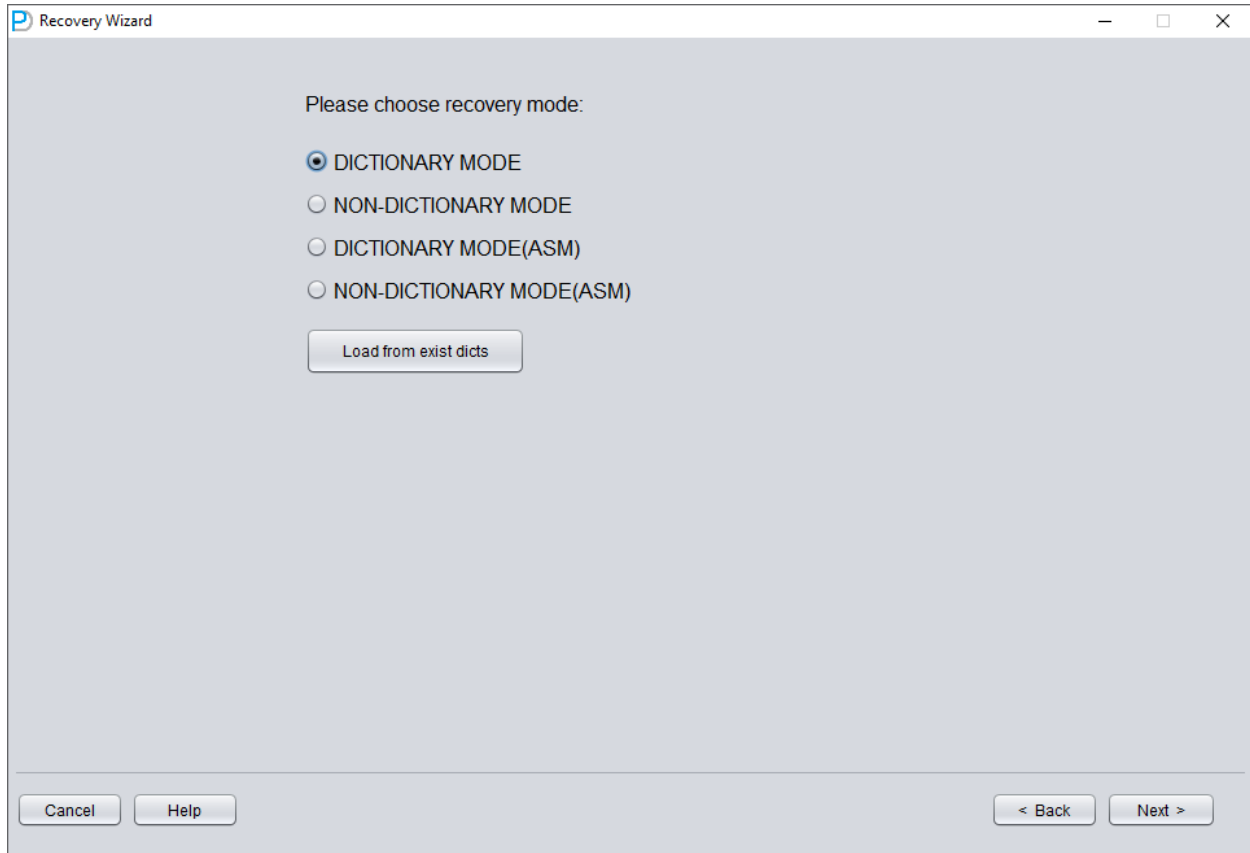 Recovery Wizard
Please choose recovery mode:
DICTIONARY MODE
NON-DICTIONARY MODE
DICTIONARY MODE(ASM)
NON-DICTIONARY MODE(ASM)
Load from exist dicts
Cancel Help < Back Next >